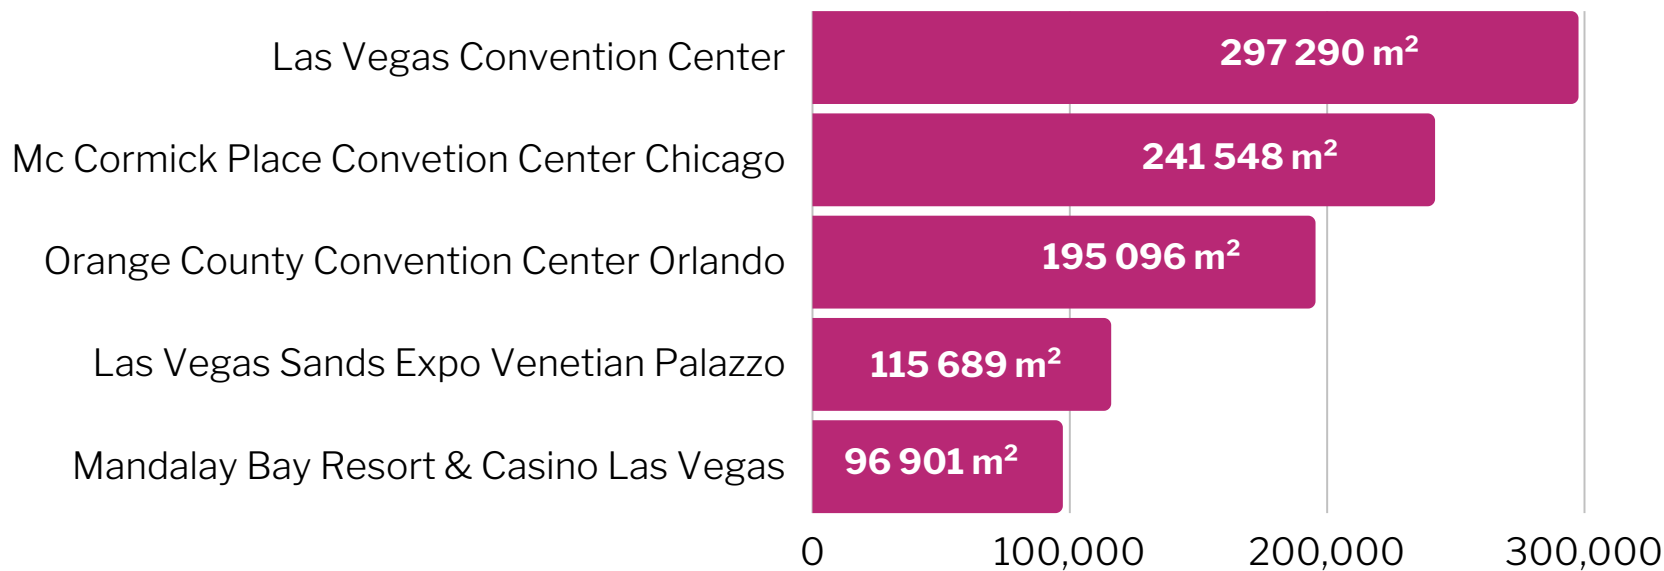 Las Vegas Convention Center
297 290 m²
Mc Cormick Place Convetion Center Chicago
241 548 m²
Orange County Convention Center Orlando
195 096 m²
Las Vegas Sands Expo Venetian Palazzo
115 689 m²
Mandalay Bay Resort & Casino Las Vegas
96 901 m²
0 100,000 200,000 300,000